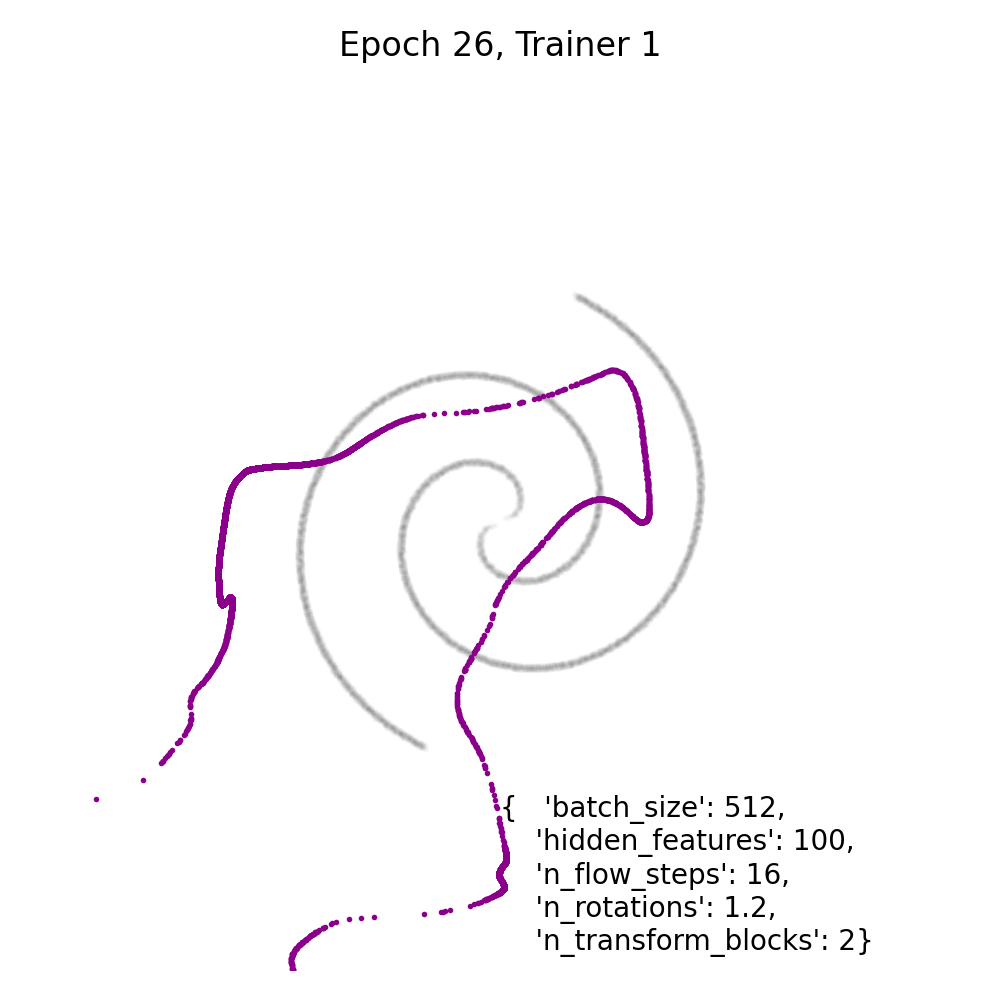 Epoch 26, Trainer 1
{   'batch_size': 512,
'hidden_features': 100,
'n_flow_steps': 16,
'n_rotations': 1.2,
'n_transform_blocks': 2}